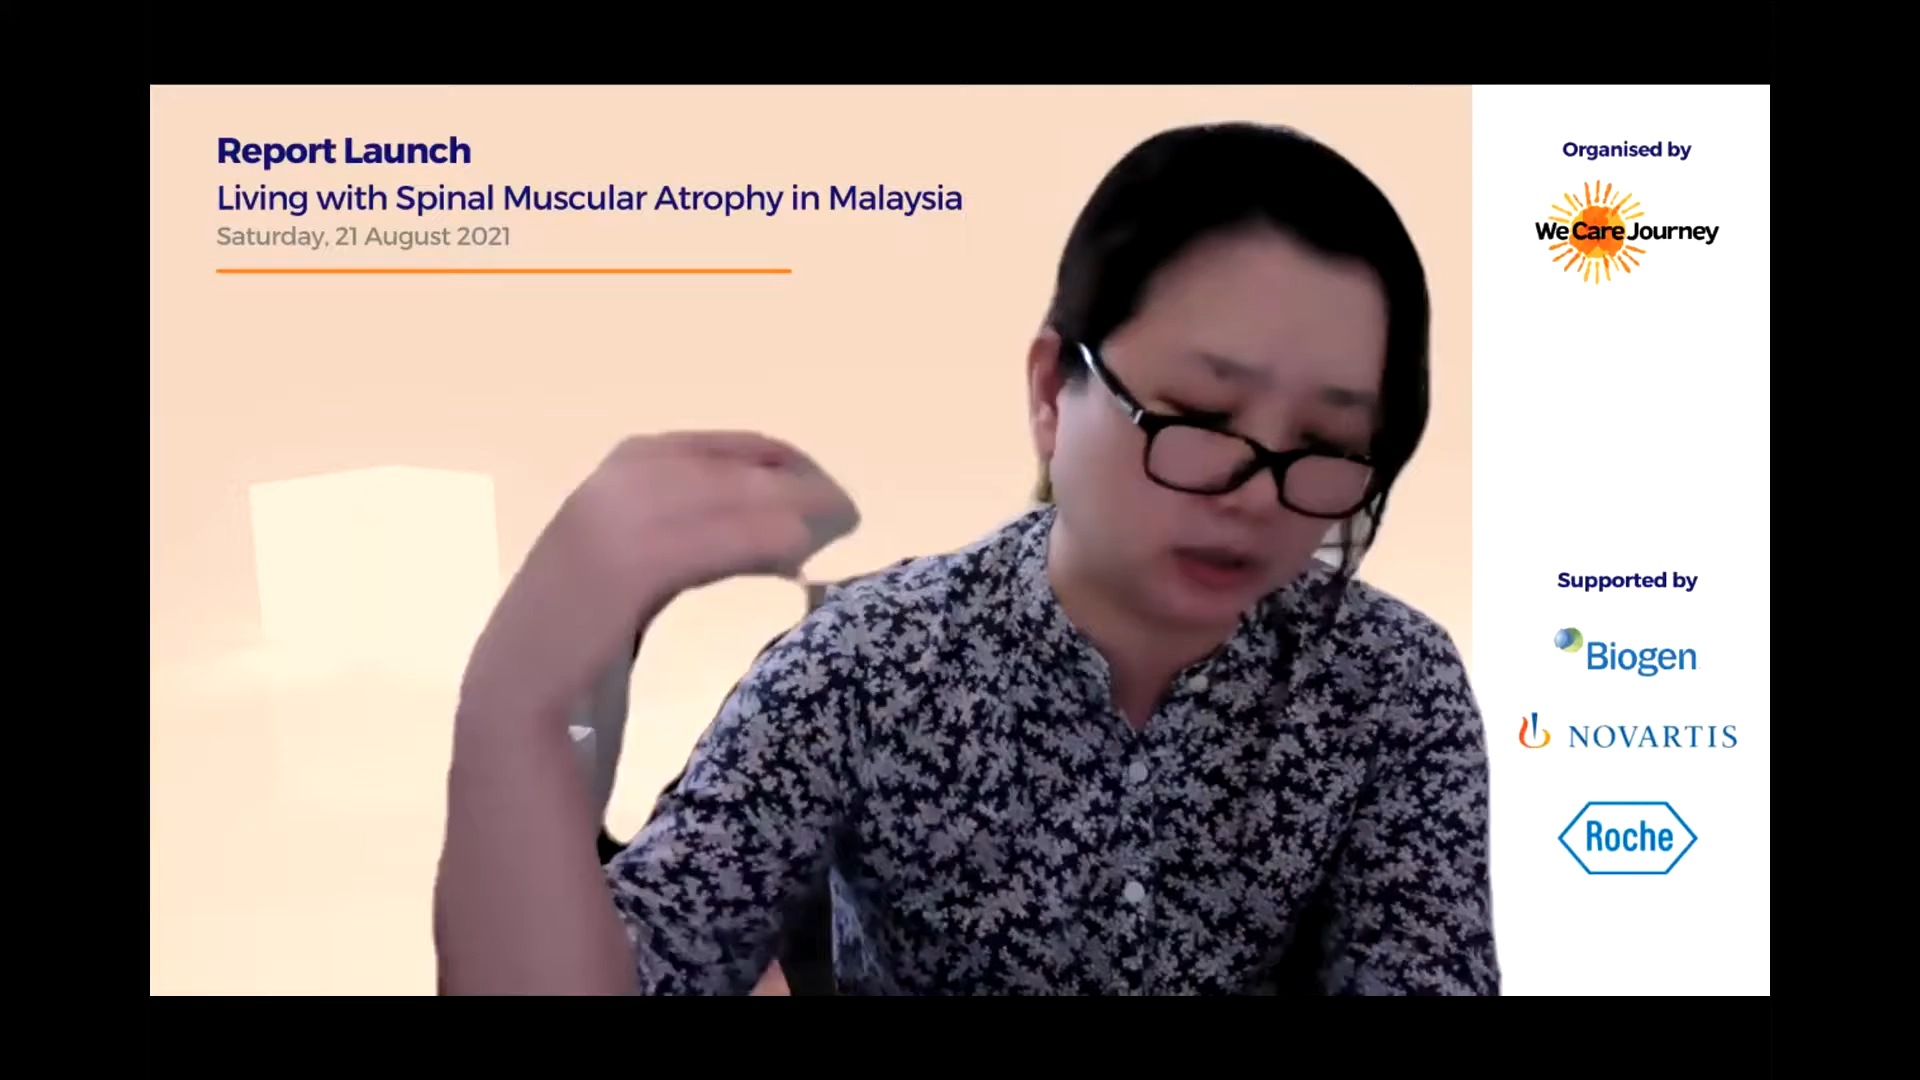 Report Launch
Living with Spinal Muscular Atrophy in Malaysia
Saturday, 21 August 2021
Organised by
We Care Journey
Supported by
Biogen
NOVARTIS
Roche